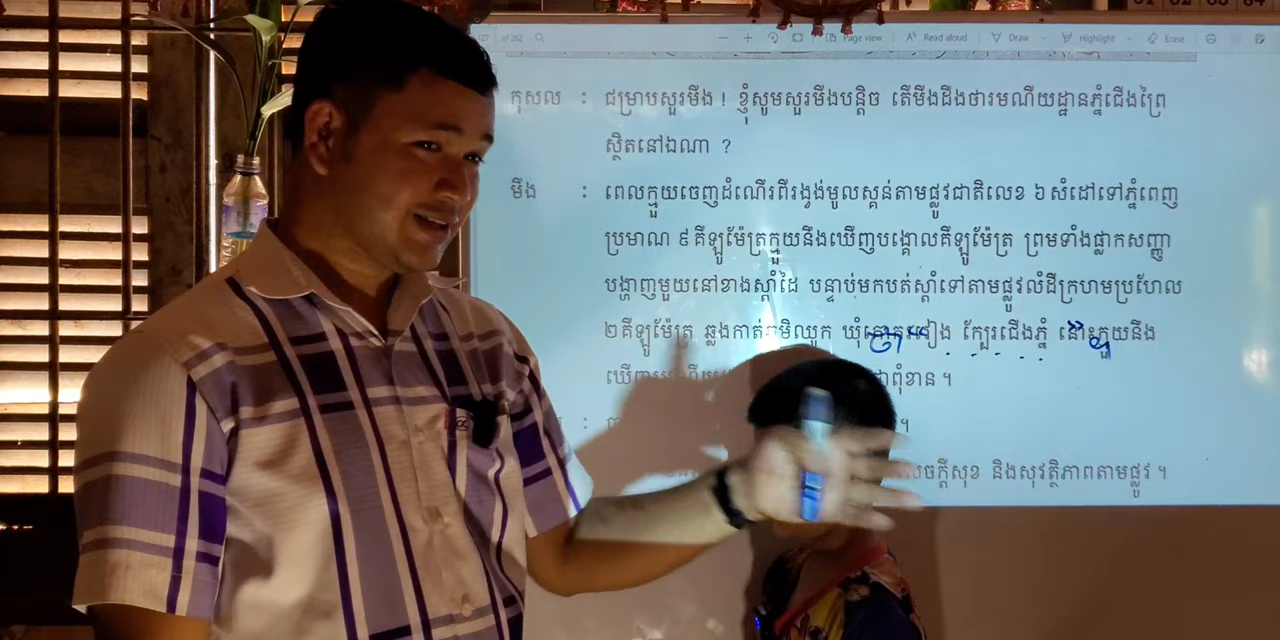 127 of 262
Page view Read aloud Draw Highlight Erase
កុសល : ជម្រាបសួរមីង ! ខ្ញុំសូមសួរមីងបន្តិច តើមីងដឹងថារមណីយដ្ឋានភ្នំជើងព្រៃ
ស្ថិតនៅឯណា ?
មីង : ពេលក្មួយចេញដំណើរពីរង្វង់មូលស្គន់តាមផ្លូវជាតិលេខ ៦ សំដៅទៅភ្នំពេញ
ប្រមាណ ៩ គីឡូម៉ែត្រក្មួយនឹងឃើញបង្គោលគីឡូម៉ែត្រ ព្រមទាំងផ្លាកសញ្ញា
បង្ហាញមួយនៅខាងស្ដាំដៃ បន្ទាប់មកបត់ស្ដាំទៅតាមផ្លូវលំដីក្រហមប្រហែល
២គីឡូម៉ែត្រ ឆ្លងកាត់ភូមិឈូក ឃុំ ក្បែរជើងភ្នំ នោះក្មួយនឹង
ឃើញ ពុំខាន ។
:
សេចក្ដីសុខ និងសុវត្ថិភាពតាមផ្លូវ ។